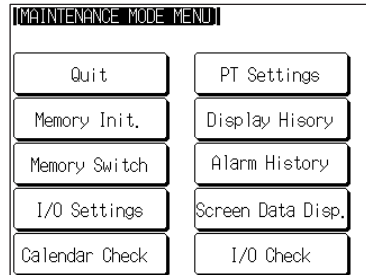 [MAINTENANCE MODE MENU]
Quit
PT Settings
Memory Init.
Display Hisory
Memory Switch
Alarm History
I/O Settings
Screen Data Disp.
Calendar Check
I/O Check